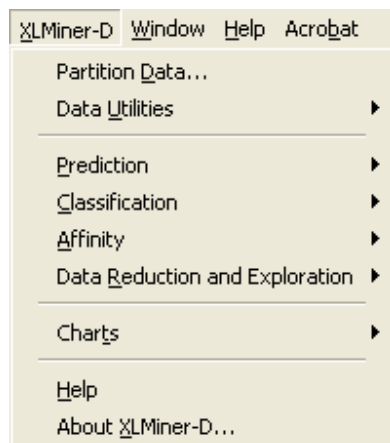 XLMiner-D Window Help Acrobat
Partition Data...
Data Utilities
Prediction
Classification
Affinity
Data Reduction and Exploration
Charts
Help
About XLMiner-D...